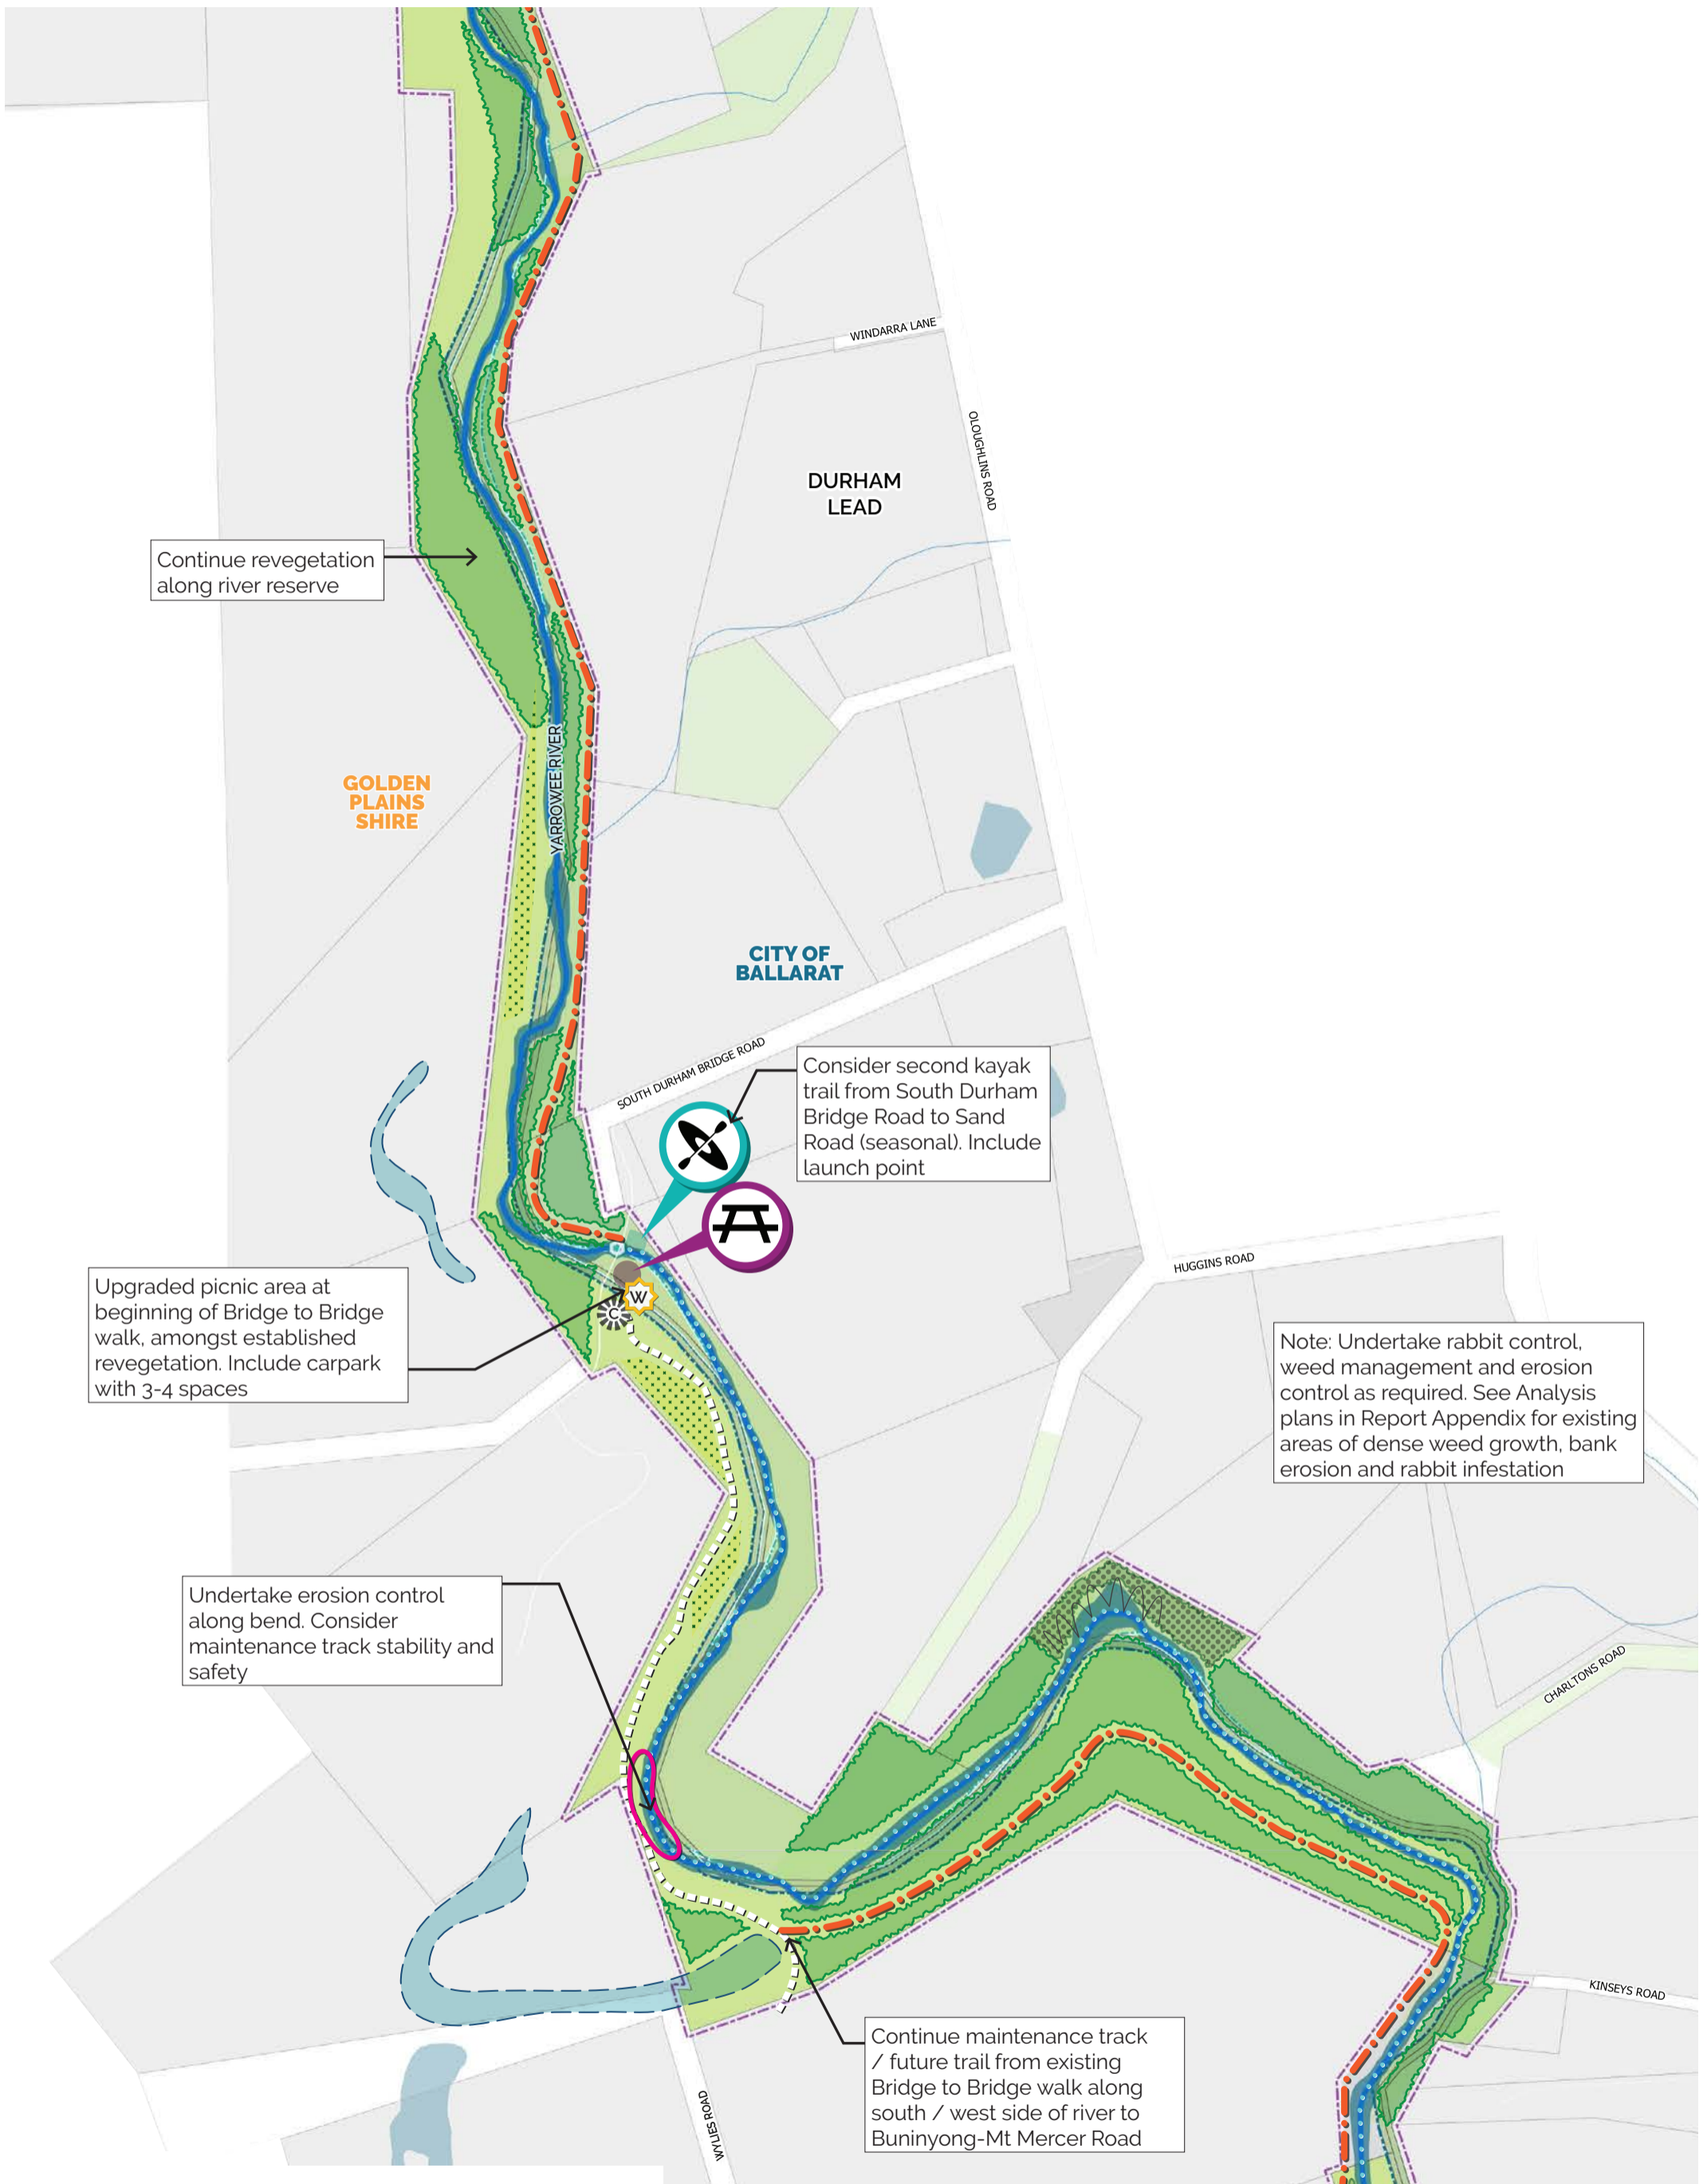 WINDARRA LANE
OLOUGHLINS ROAD
DURHAM
LEAD
Continue revegetation
along river reserve
YARROWEE RIVER
GOLDEN
PLAINS
SHIRE
CITY OF
BALLARAT
SOUTH DURHAM BRIDGE ROAD
Consider second kayak
trail from South Durham
Bridge Road to Sand
Road (seasonal). Include
launch point
HUGGINS ROAD
Upgraded picnic area at
beginning of Bridge to Bridge
walk, amongst established
revegetation. Include carpark
with 3-4 spaces
W
C
Note: Undertake rabbit control,
weed management and erosion
control as required. See Analysis
plans in Report Appendix for existing
areas of dense weed growth, bank
erosion and rabbit infestation
Undertake erosion control
along bend. Consider
maintenance track stability and
safety
CHARLTONS ROAD
KINSEYS ROAD
Continue maintenance track
/ future trail from existing
Bridge to Bridge walk along
south / west side of river to
Buninyong-Mt Mercer Road
WYLIES ROAD